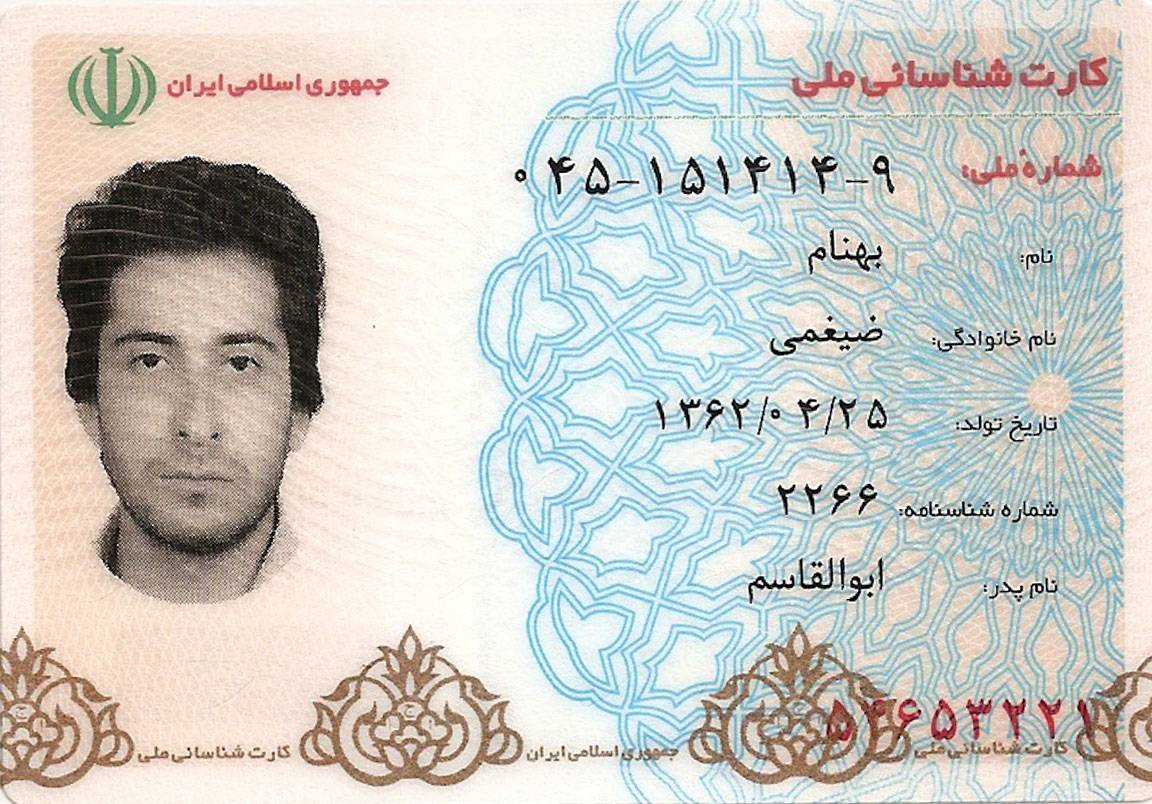 کارت شناسائی ملی
جمهوری اسلامی ایران
شماره ملی: ۰۴۵-۱۵۱۴۱۴-۹
نام: بهنام
نام خانوادگی: ضیغمی
تاریخ تولد: ۱۳۶۲/۰۴/۲۵
شماره شناسنامه: ۲۲۶۶
نام پدر: ابوالقاسم
۵۴۶۵۳۲۲۱
کارت شناسائی ملی جمهوری اسلامی ایران کارت شناسائی ملی